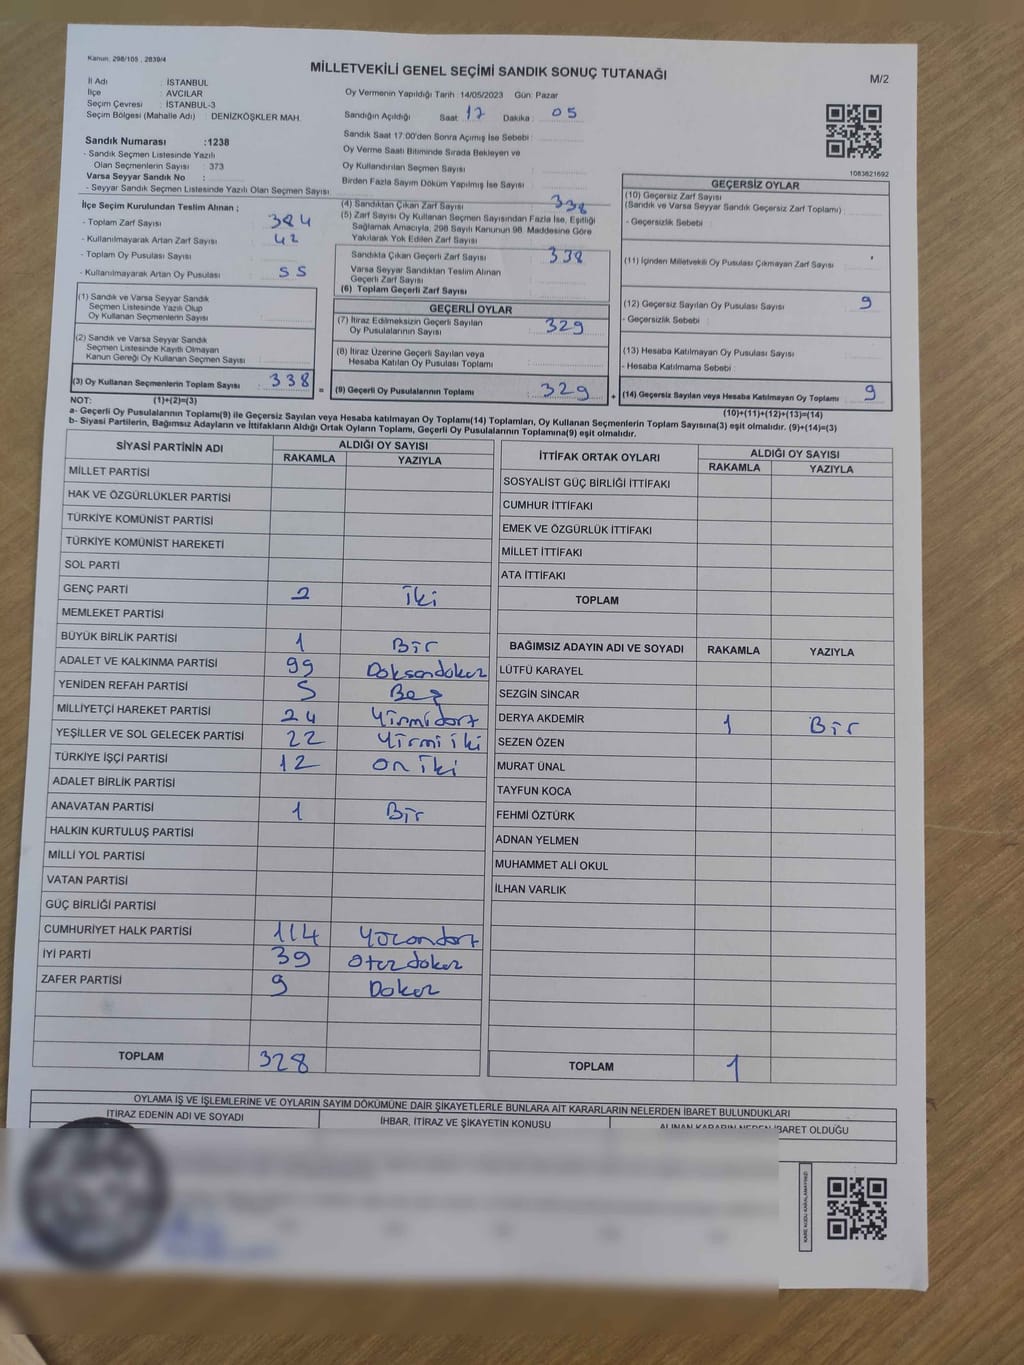 Kanun: 298/105 , 2839/4
MİLLETVEKİLİ GENEL SEÇİMİ SANDIK SONUÇ TUTANAĞI
M/2
İl Adı : İSTANBUL
İlçe : AVCILAR
Seçim Çevresi : İSTANBUL-3
Seçim Bölgesi (Mahalle Adı) : DENİZKÖŞKLER MAH.
Sandık Numarası :1238
- Sandık Seçmen Listesinde Yazılı
Olan Seçmenlerin Sayısı : 373
Varsa Seyyar Sandık No :
- Seyyar Sandık Seçmen Listesinde Yazılı Olan Seçmen Sayısı:
Oy Vermenin Yapıldığı Tarih :14/05/2023 Gün: Pazar
Sandığın Açıldığı Saat: 17 Dakika : 05
Sandık Saat 17:00'den Sonra Açımış İse Sebebi :
Oy Verme Saati Bitiminde Sırada Bekleyen ve
Oy Kullandırılan Seçmen Sayısı :
Birden Fazla Sayım Döküm Yapılmış İse Sayısı :
1083621692
İlçe Seçim Kurulundan Teslim Alınan ;
- Toplam Zarf Sayısı : 384
- Kullanılmayarak Artan Zarf Sayısı : 42
- Toplam Oy Pusulası Sayısı :
- Kullanılmayarak Artan Oy Pusulası : 55
(1) Sandık ve Varsa Seyyar Sandık
Seçmen Listesinde Yazılı Olup
Oy Kullanan Seçmenlerin Sayısı
(2) Sandık ve Varsa Seyyar Sandık
Seçmen Listesinde Kayıtlı Olmayan
Kanun Gereği Oy Kullanan Seçmen Sayısı
(3) Oy Kullanan Seçmenlerin Toplam Sayısı : 338
(4) Sandıktan Çıkan Zarf Sayısı : 338
(5) Zarf Sayısı Oy Kullanan Seçmen Sayısından Fazla İse, Eşitliği
Sağlamak Amacıyla, 298 Sayılı Kanunun 98. Maddesine Göre
Yakılarak Yok Edilen Zarf Sayısı :
Sandıkta Çıkan Geçerli Zarf Sayısı : 338
Varsa Seyyar Sandıktan Teslim Alınan
Geçerli Zarf Sayısı :
(6) Toplam Geçerli Zarf Sayısı :
GEÇERLİ OYLAR
(7) İtiraz Edilmeksizin Geçerli Sayılan
Oy Pusulalarının Sayısı : 329
(8) İtiraz Üzerine Geçerli Sayılan veya
Hesaba Katılan Oy Pusulası Toplamı :
= (9) Geçerli Oy Pusulalarının Toplamı : 329
GEÇERSİZ OYLAR
(10) Geçersiz Zarf Sayısı
(Sandık ve Varsa Seyyar Sandık Geçersiz Zarf Toplamı) :
- Geçersizlik Sebebi :
(11) İçinden Milletvekili Oy Pusulası Çıkmayan Zarf Sayısı :
(12) Geçersiz Sayılan Oy Pusulası Sayısı : 9
- Geçersizlik Sebebi :
(13) Hesaba Katılmayan Oy Pusulası Sayısı :
- Hesaba Katılmama Sebebi :
+ (14) Geçersiz Sayılan veya Hesaba Katılmayan Oy Toplamı : 9
NOT: (1)+(2)=(3)
(10)+(11)+(12)+(13)=(14)
a- Geçerli Oy Pusulalarının Toplamı(9) ile Geçersiz Sayılan veya Hesaba katılmayan Oy Toplamı(14) Toplamları, Oy Kullanan Seçmenlerin Toplam Sayısına(3) eşit olmalıdır. (9)+(14)=(3)
b- Siyasi Partilerin, Bağımsız Adayların ve İttifakların Aldığı Ortak Oyların Toplamı, Geçerli Oy Pusulalarının Toplamına(9) eşit olmalıdır.
SİYASİ PARTİNİN ADI ALDIĞI OY SAYISI
RAKAMLA YAZIYLA
MİLLET PARTİSİ
HAK VE ÖZGÜRLÜKLER PARTİSİ
TÜRKİYE KOMÜNİST PARTİSİ
TÜRKİYE KOMÜNİST HAREKETİ
SOL PARTİ
GENÇ PARTİ 2 iki
MEMLEKET PARTİSİ
BÜYÜK BİRLİK PARTİSİ 1 Bir
ADALET VE KALKINMA PARTİSİ 99 Doksandokuz
YENİDEN REFAH PARTİSİ 5 Beş
MİLLİYETÇİ HAREKET PARTİSİ 24 Yirmidört
YEŞİLLER VE SOL GELECEK PARTİSİ 22 Yirmi iki
TÜRKİYE İŞÇİ PARTİSİ 12 on iki
ADALET BİRLİK PARTİSİ
ANAVATAN PARTİSİ 1 Bir
HALKIN KURTULUŞ PARTİSİ
MİLLİ YOL PARTİSİ
VATAN PARTİSİ
GÜÇ BİRLİĞİ PARTİSİ
CUMHURİYET HALK PARTİSİ 114 Yüzondört
İYİ PARTİ 39 Otuzdokuz
ZAFER PARTİSİ 9 Dokuz
TOPLAM 328
İTTİFAK ORTAK OYLARI ALDIĞI OY SAYISI
RAKAMLA YAZIYLA
SOSYALİST GÜÇ BİRLİĞİ İTTİFAKI
CUMHUR İTTİFAKI
EMEK VE ÖZGÜRLÜK İTTİFAKI
MİLLET İTTİFAKI
ATA İTTİFAKI
TOPLAM
BAĞIMSIZ ADAYIN ADI VE SOYADI RAKAMLA YAZIYLA
LÜTFÜ KARAYEL
SEZGİN SİNCAR
DERYA AKDEMİR 1 Bir
SEZEN ÖZEN
MURAT ÜNAL
TAYFUN KOCA
FEHMİ ÖZTÜRK
ADNAN YELMEN
MUHAMMET ALİ OKUL
İLHAN VARLIK
TOPLAM 1
OYLAMA İŞ VE İŞLEMLERİNE VE OYLARIN SAYIM DÖKÜMÜNE DAİR ŞİKAYETLERLE BUNLARA AİT KARARLARIN NELERDEN İBARET BULUNDUKLARI
İTİRAZ EDENİN ADI VE SOYADI İHBAR, İTİRAZ VE ŞİKAYETİN KONUSU ALINAN KARARIN NEDEN İBARET OLDUĞU
KARE KODU KARALAMAYINIZ!